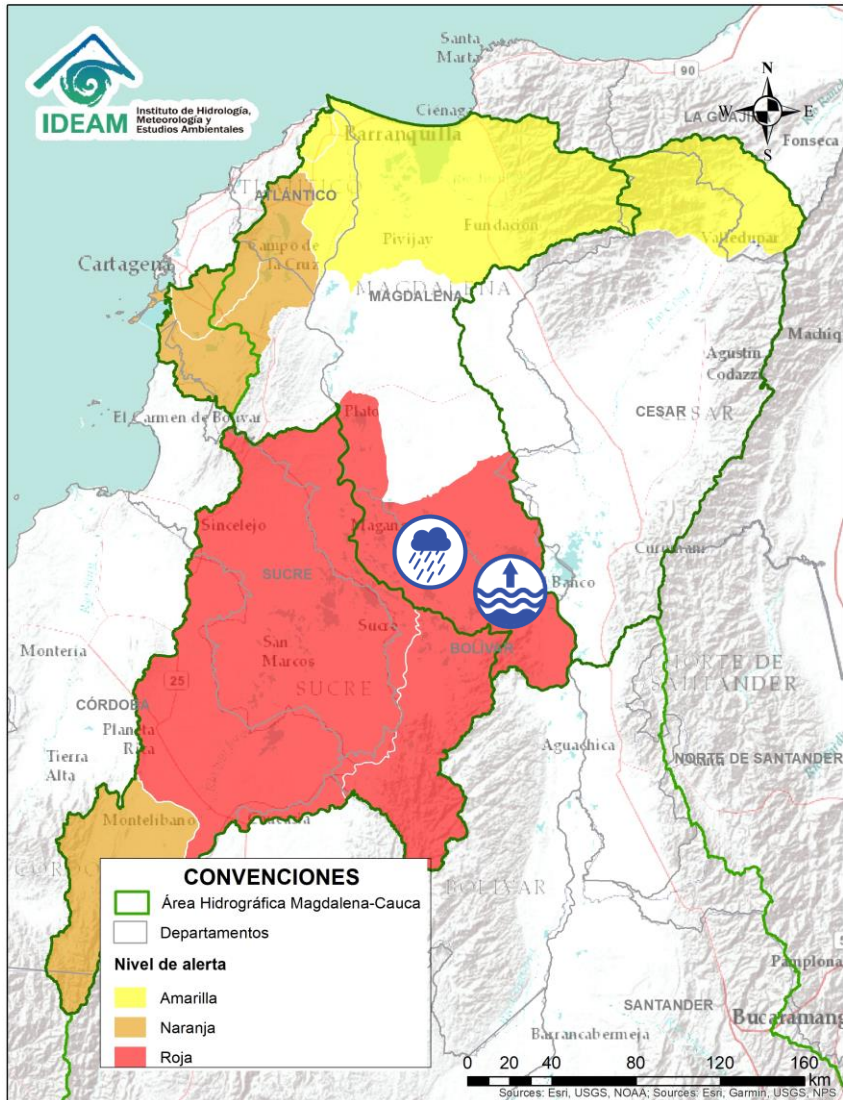 IDEAM
Instituto de Hidrología,
Meteorología y
Estudios Ambientales
Santa
Marta
90
N
W
E
S
LA GUAJIRA
Fonseca
Ciénaga
Barranquilla
ATLÁNTICO
Cartagena
Campo de
la Cruz
Pivijay
Fundación
Valledupar
MAGDALENA
MAGDALENA
Agustín
Codazzi
El Carmen de Bolívar
Plato
CESAR
CESAR
Sincelejo
SUCRE
Curumaní
Banco
Montería
San
Marcos
Sucre
SUCRE
BOLÍVAR
25
CÓRDOBA
Planeta
Rica
Tierra
Alta
NORTE DE
SANTANDER
Aguachica
NORTE DE SANTANDER
Montelíbano
BOLÍVAR
CONVENCIONES
Área Hidrográfica Magdalena-Cauca
Departamentos
Nivel de alerta
Amarilla
Naranja
Roja
Pamplona
SANTANDER
Barrancabermeja
0 20 40 80 120 160
Km
Sources: Esri, USGS, NOAA; Sources: Esri, Garmin, USGS, NPS